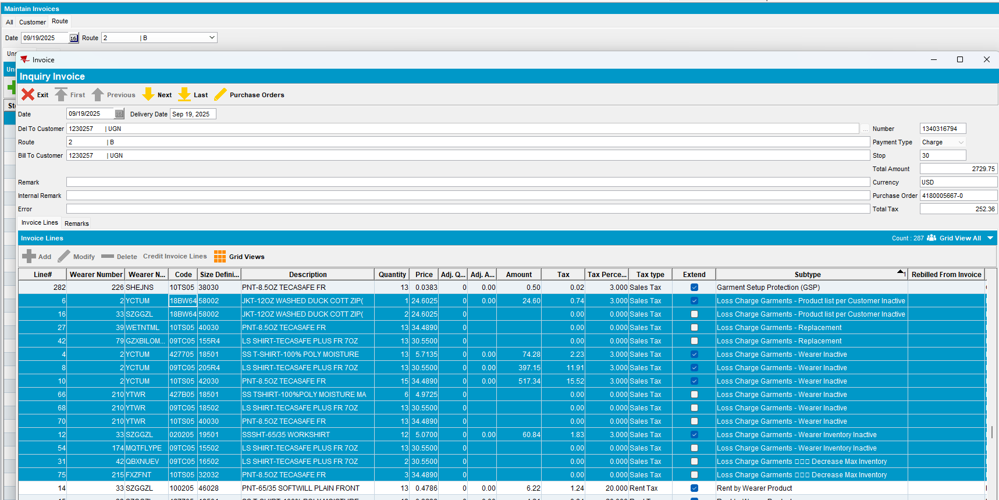 Maintain Invoices
All Customer Route
Date 09/19/2025 16 Route 2 | B
Uns
Invoice
Uns
Inquiry Invoice
Exit First Previous Next Last Purchase Orders
St
Date 09/19/2025 16 Delivery Date Sep 19, 2025
Del To Customer 1230257 | UGN ... Number 1340316794
Route 2 | B Payment Type Charge
Bill To Customer 1230257 | UGN Stop 30
Total Amount 2729.75
Remark Currency USD
Internal Remark Purchase Order 4180005667-0
Error Total Tax 252.36
Invoice Lines Remarks
Invoice Lines Count : 287 Grid View All
Add Modify Delete Credit Invoice Lines Grid Views
Line# Wearer Number Wearer N... Code Size Defini... Description Quantity Price Adj. Q... Adj. A... Amount Tax Tax Perce... Tax type Extend Subtype 1 Rebilled From Invoice
282 226 SHEJNS 10TS05 38030 PNT-8.5OZ TECASAFE FR 13 0.0383 0 0.00 0.50 0.02 3.000 Sales Tax Garment Setup Protection (GSP)
6 2 YCTUM 18BW64 58002 JKT-12OZ WASHED DUCK COTT ZIP( 1 24.6025 0 0.00 24.60 0.74 3.000 Sales Tax Loss Charge Garments - Product list per Customer Inactive
16 33 SZGGZL 18BW64 58002 JKT-12OZ WASHED DUCK COTT ZIP( 2 24.6025 0 0.00 3.000 Sales Tax Loss Charge Garments - Product list per Customer Inactive
27 39 WETNTML 10TS05 40030 PNT-8.5OZ TECASAFE FR 13 34.4890 0 0.00 3.000 Sales Tax Loss Charge Garments - Replacement
42 79 GZXBILOM... 09TC05 155R4 LS SHIRT-TECASAFE PLUS FR 7OZ 13 30.5500 0 0.00 3.000 Sales Tax Loss Charge Garments - Replacement
4 2 YCTUM 427705 18501 SS T-SHIRT-100% POLY MOISTURE 13 5.7135 0 0.00 74.28 2.23 3.000 Sales Tax Loss Charge Garments - Wearer Inactive
8 2 YCTUM 09TC05 205R4 LS SHIRT-TECASAFE PLUS FR 7OZ 13 30.5500 0 0.00 397.15 11.91 3.000 Sales Tax Loss Charge Garments - Wearer Inactive
10 2 YCTUM 10TS05 42030 PNT-8.5OZ TECASAFE FR 15 34.4890 0 0.00 517.34 15.52 3.000 Sales Tax Loss Charge Garments - Wearer Inactive
66 210 YTWR 427B05 18501 SS TSHIRT-100%POLY MOISTURE MA 6 4.9725 0 0.00 3.000 Sales Tax Loss Charge Garments - Wearer Inactive
68 210 YTWR 09TC05 18502 LS SHIRT-TECASAFE PLUS FR 7OZ 13 30.5500 0 0.00 3.000 Sales Tax Loss Charge Garments - Wearer Inactive
70 210 YTWR 10TS05 40030 PNT-8.5OZ TECASAFE FR 13 34.4890 0 0.00 3.000 Sales Tax Loss Charge Garments - Wearer Inactive
12 33 SZGGZL 020205 19501 SSSHT-65/35 WORKSHIRT 12 5.0700 0 0.00 60.84 1.83 3.000 Sales Tax Loss Charge Garments - Wearer Inventory Inactive
54 174 MQTFLYPE 09TC05 15502 LS SHIRT-TECASAFE PLUS FR 7OZ 13 30.5500 0 0.00 3.000 Sales Tax Loss Charge Garments - Wearer Inventory Inactive
31 42 QBXNUEV 09TC05 16502 LS SHIRT-TECASAFE PLUS FR 7OZ 2 30.5500 0 0.00 3.000 Sales Tax Loss Charge Garments □□□ Decrease Max Inventory
75 215 FXZFNT 10TS05 32032 PNT-8.5OZ TECASAFE FR 3 34.4890 0 0.00 3.000 Sales Tax Loss Charge Garments □□□ Decrease Max Inventory
14 33 SZGGZL 100205 46028 PNT-65/35 SOFTWILL PLAIN FRONT 13 0.4786 0 0.00 6.22 1.24 20.000 Rent Tax Rent by Wearer Product